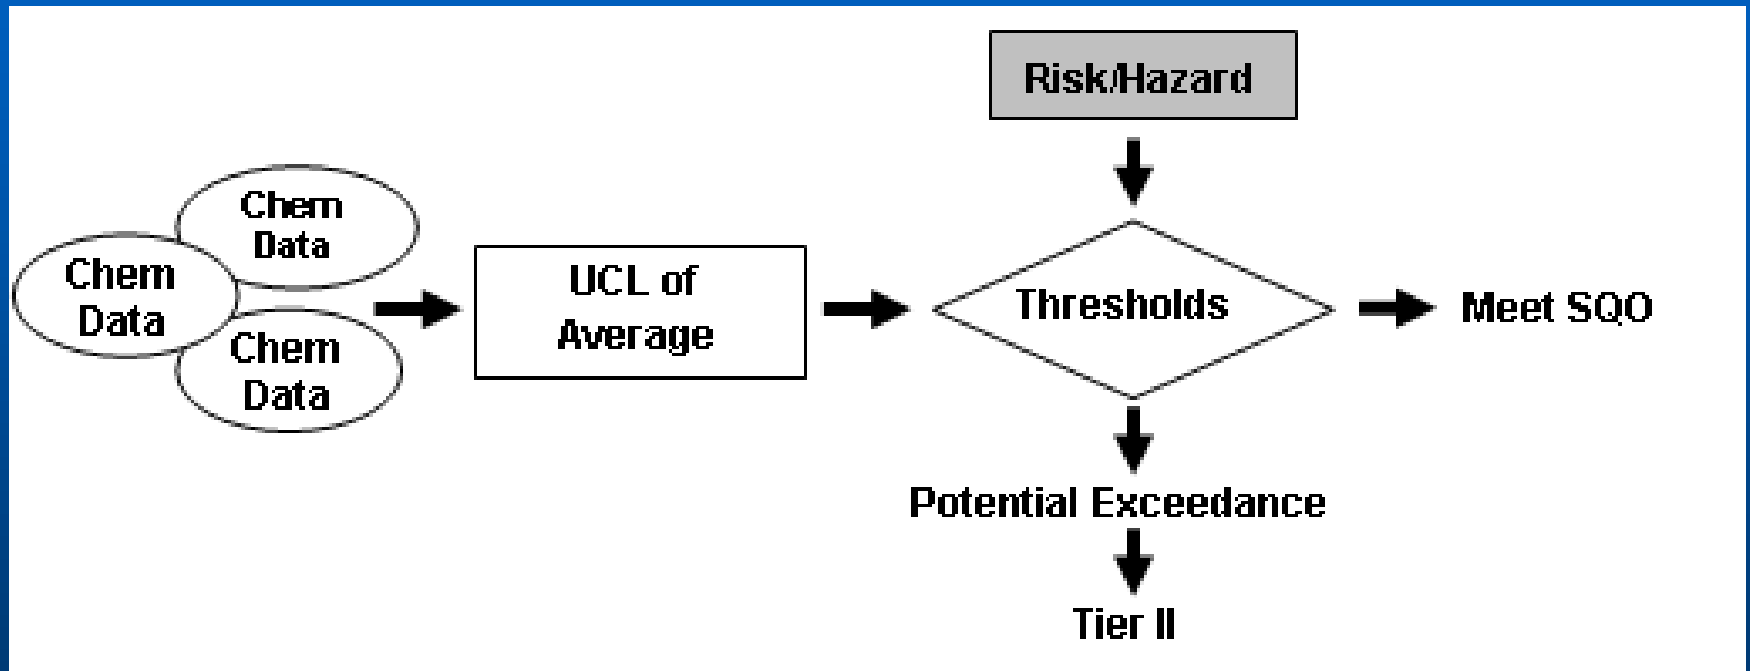 Risk/Hazard
Chem
Data
Chem
Data
Chem
Data
UCL of
Average
Thresholds
Meet SQO
Potential Exceedance
Tier II